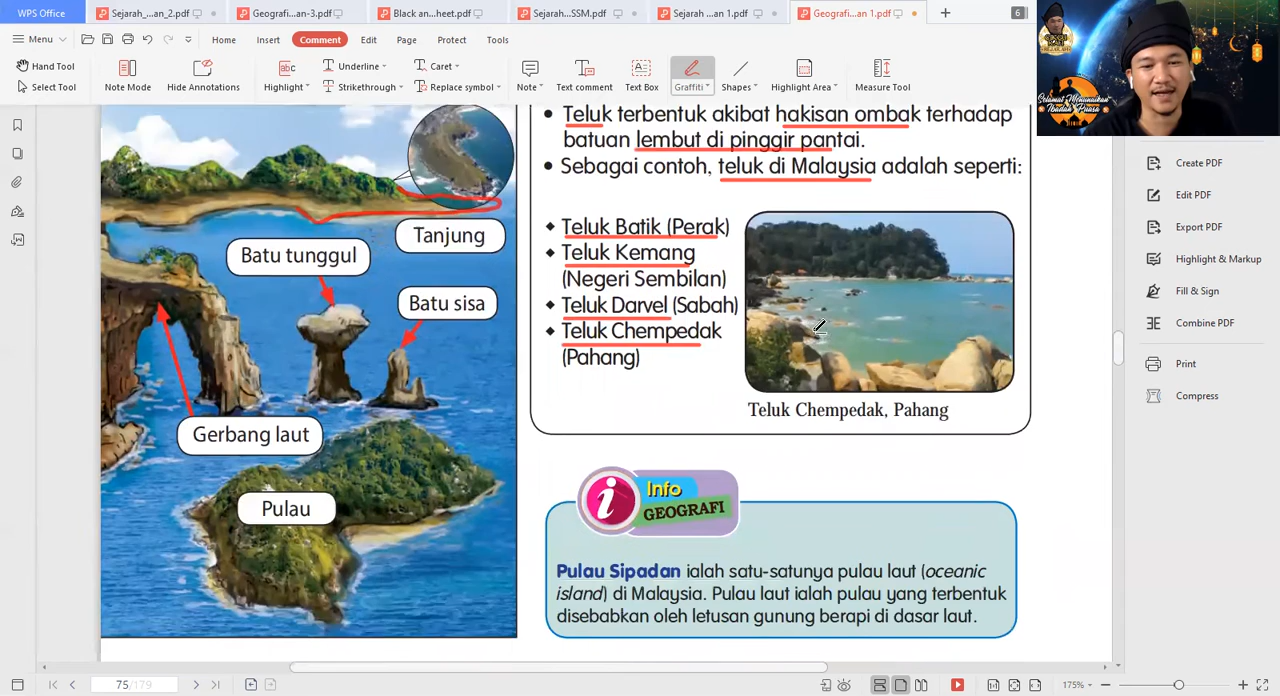 WPS Office
Sejarah_...an_2.pdf
Geografi...an-3.pdf
Black an...heet.pdf
Sejarah...SSM.pdf
Sejarah ...an 1.pdf
Geografi...an 1.pdf
6
Menu
Home
Insert
Comment
Edit
Page
Protect
Tools
Hand Tool
Select Tool
Note Mode
Hide Annotations
Highlight
Underline
Strikethrough
Caret
Replace symbol
Note
Text comment
Text Box
Graffiti
Shapes
Highlight Area
Measure Tool
Selamat Menunaikan
Ibadah Puasa
Create PDF
Edit PDF
Export PDF
Highlight & Markup
Fill & Sign
Combine PDF
Print
Compress
Tanjung
Batu tunggul
Batu sisa
Gerbang laut
Pulau
• Teluk terbentuk akibat hakisan ombak terhadap
batuan lembut di pinggir pantai.
• Sebagai contoh, teluk di Malaysia adalah seperti:
◆ Teluk Batik (Perak)
◆ Teluk Kemang
(Negeri Sembilan)
◆ Teluk Darvel (Sabah)
◆ Teluk Chempedak
(Pahang)
Teluk Chempedak, Pahang
i
Info
GEOGRAFI
Pulau Sipadan ialah satu-satunya pulau laut (oceanic
island) di Malaysia. Pulau laut ialah pulau yang terbentuk
disebabkan oleh letusan gunung berapi di dasar laut.
75/179
175%